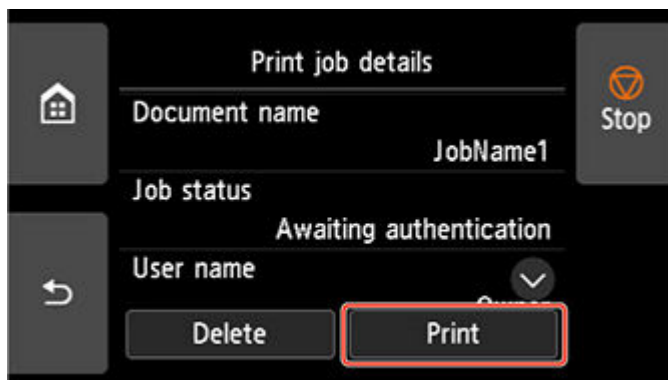 Print job details
Stop
Document name
JobName1
Job status
Awaiting authentication
User name
Delete
Print